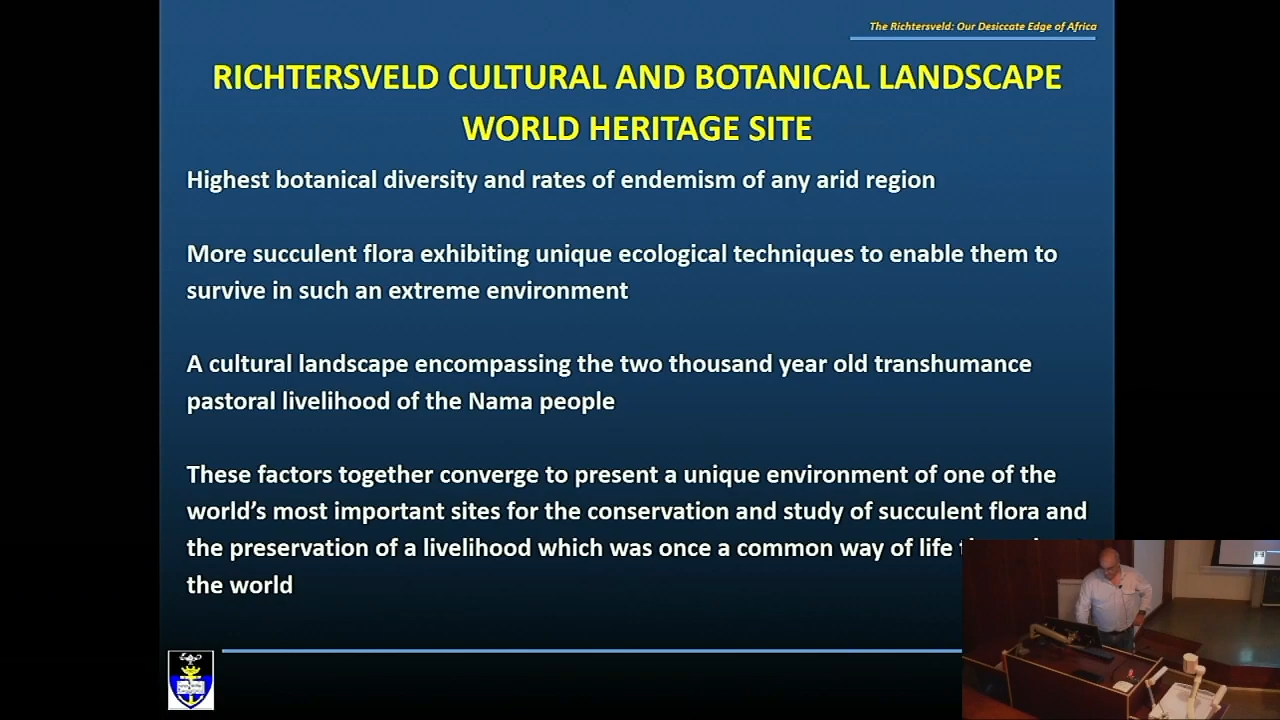 The Richtersveld: Our Desiccate Edge of Africa
RICHTERSVELD CULTURAL AND BOTANICAL LANDSCAPE
WORLD HERITAGE SITE
Highest botanical diversity and rates of endemism of any arid region
More succulent flora exhibiting unique ecological techniques to enable them to
survive in such an extreme environment
A cultural landscape encompassing the two thousand year old transhumance
pastoral livelihood of the Nama people
These factors together converge to present a unique environment of one of the
world's most important sites for the conservation and study of succulent flora and
the preservation of a livelihood which was once a common way of life
the world